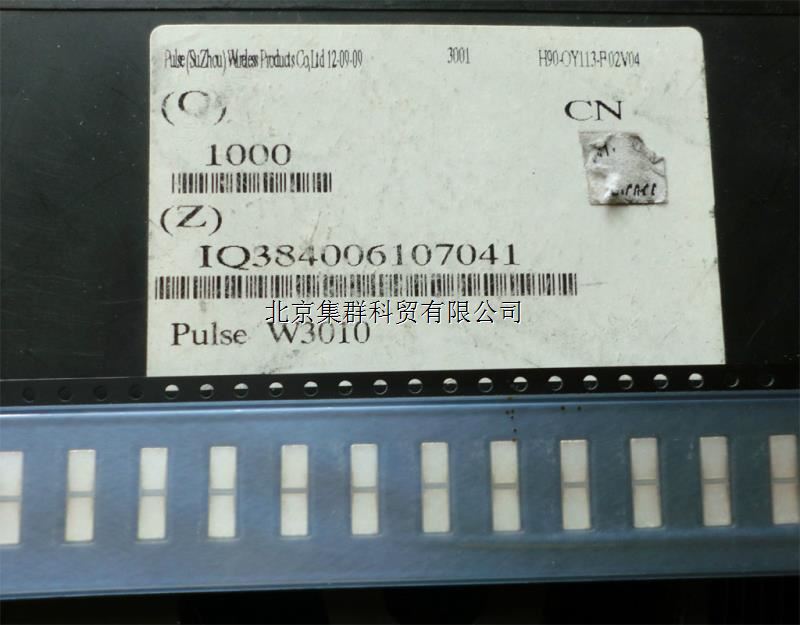 Pulse (SuZhou) Wireless Products Co,Ltd 12-09-09 3001 H90-OY113-F02V04
(Q) CN
1000
(Z)
IQ384006107041
北京集群科贸有限公司
Pulse W3010